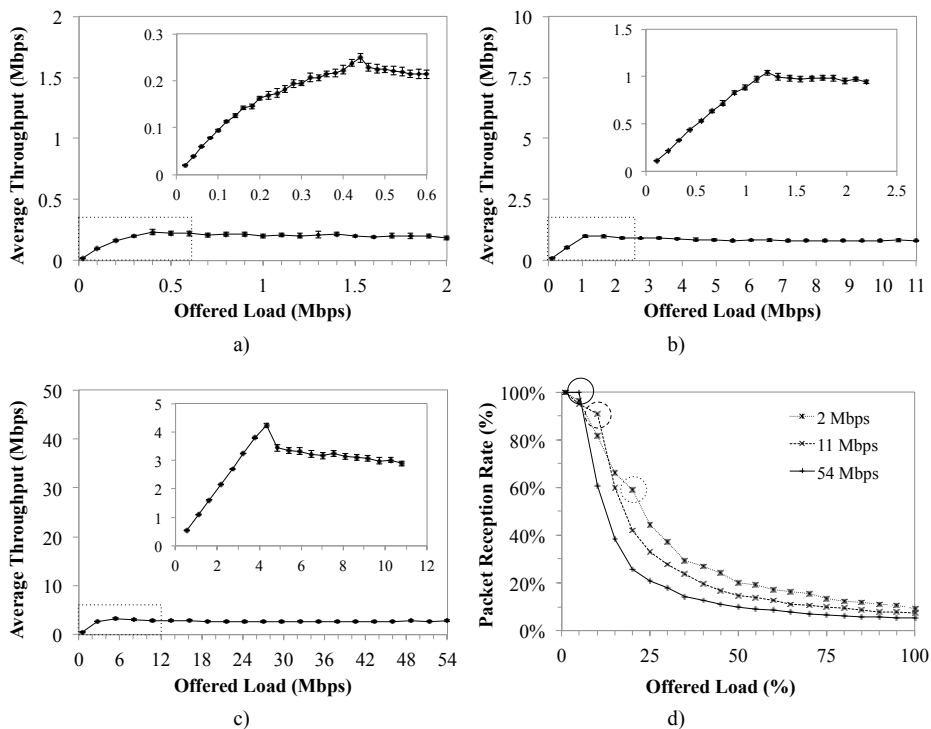 2
1.5
1
0.5
0
0 0.5 1 1.5 2
Average Throughput (Mbps)
Offered Load (Mbps)
0.3
0.2
0.1
0
0 0.1 0.2 0.3 0.4 0.5 0.6
a)
10
7.5
5
2.5
0
0 1 2 3 4 5 6 7 8 9 10 11
Average Throughput (Mbps)
Offered Load (Mbps)
1.5
1
0.5
0
0 0.5 1 1.5 2 2.5
b)
50
40
30
20
10
0
0 6 12 18 24 30 36 42 48 54
Average Throughput (Mbps)
Offered Load (Mbps)
5
4
3
2
1
0
0 2 4 6 8 10 12
c)
100%
80%
60%
40%
20%
0%
0 25 50 75 100
Packet Reception Rate (%)
Offered Load (%)
2 Mbps
11 Mbps
54 Mbps
d)